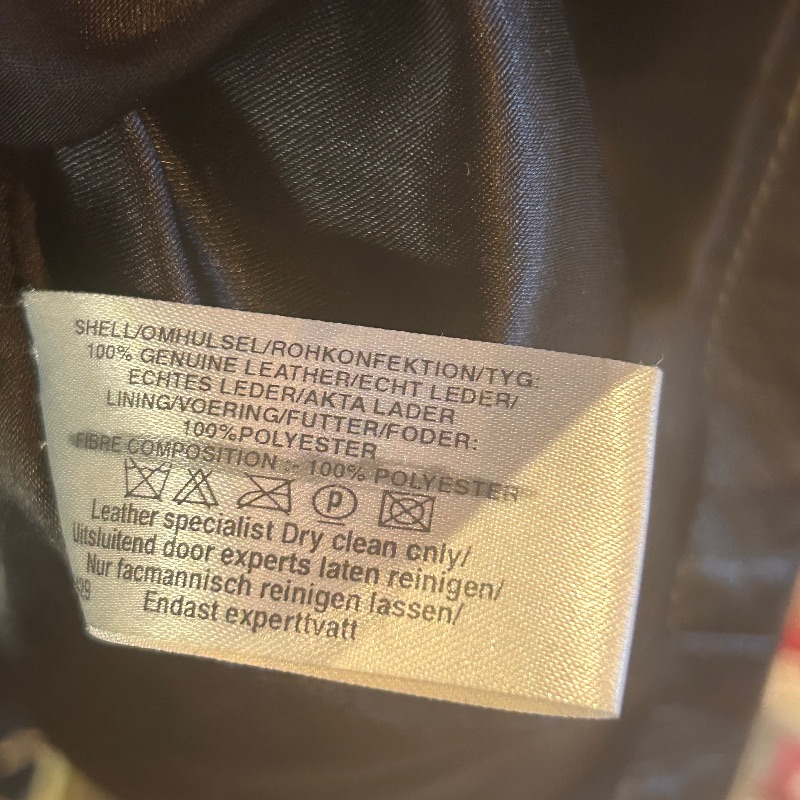 SHELL/OMHULSEL/ROHKONFEKTION/TYG:
100% GENUINE LEATHER/ECHT LEDER/
ECHTES LEDER/AKTA LADER
LINING/VOERING/FUTTER/FODER:
100%POLYESTER
FIBRE COMPOSITION :- 100% POLYESTER
P
Leather specialist Dry clean only/
Uitsluitend door experts laten reinigen/
Nur facmannisch reinigen lassen/
Endast experttvatt